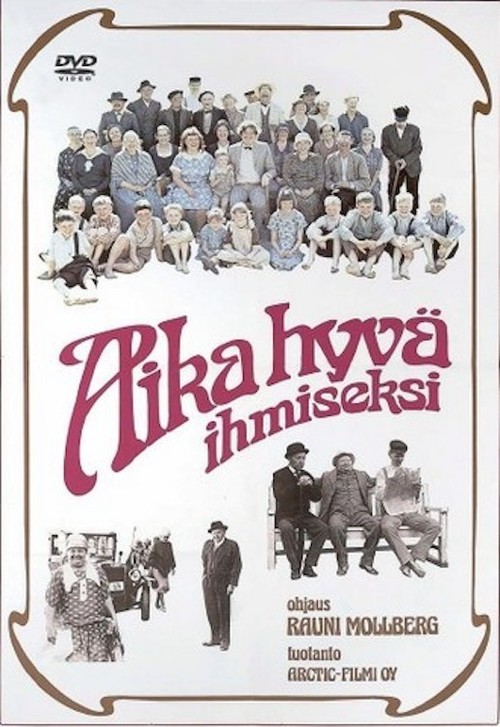 DVD
VIDEO
Aika hyvä
ihmiseksi
ohjaus
RAUNI MOLLBERG
tuotanto
ARCTIC-FILMI OY